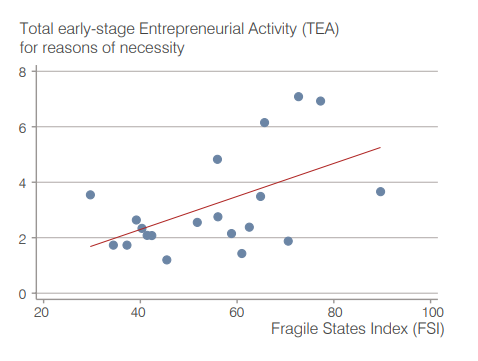 Total early-stage Entrepreneurial Activity (TEA)
for reasons of necessity
8
6
4
2
0
20 40 60 80 100
Fragile States Index (FSI)